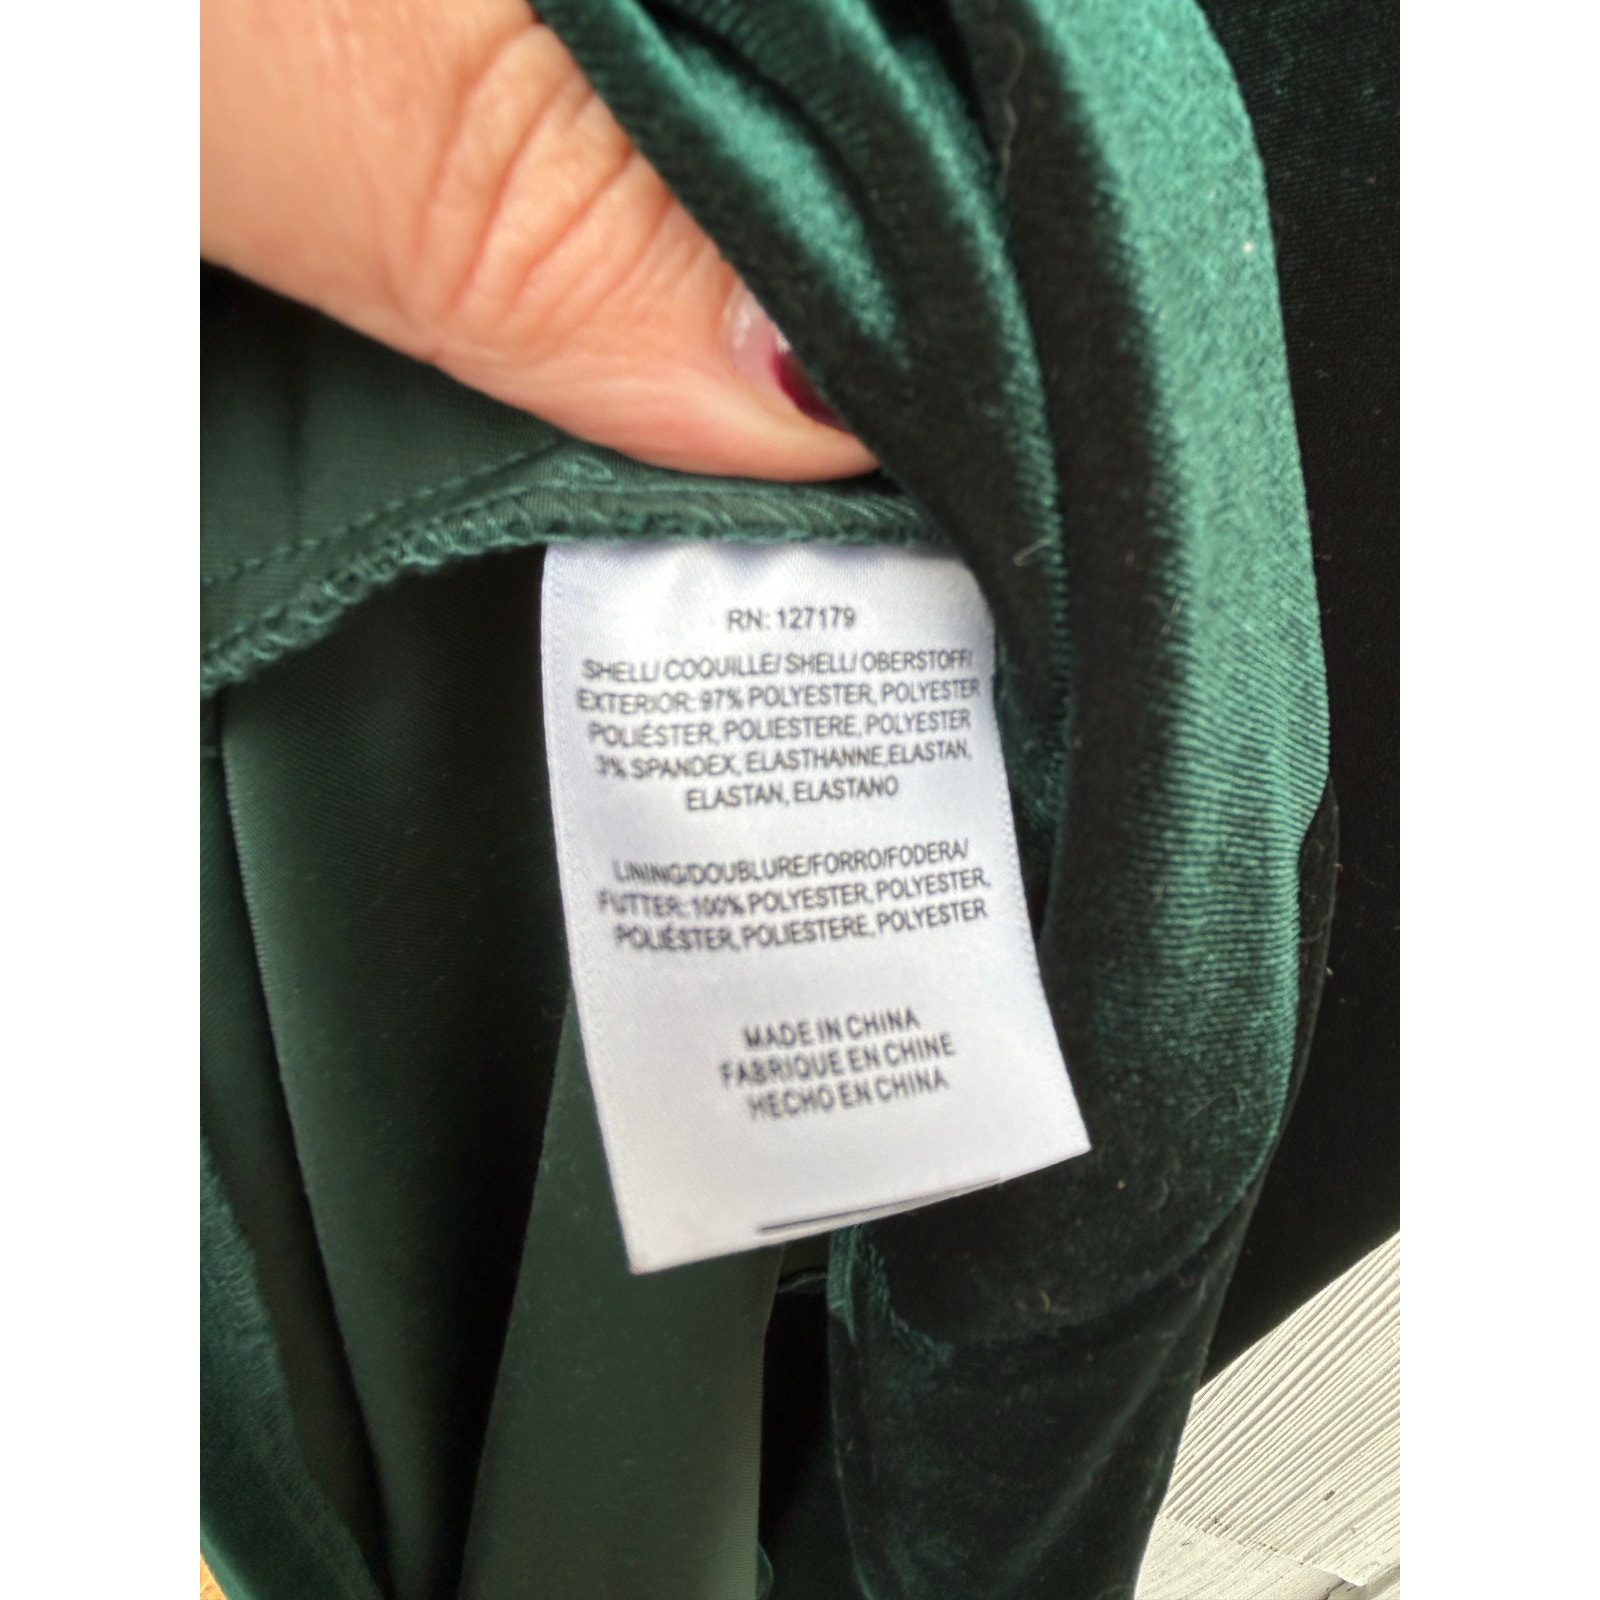 RN: 127179
SHELL/ COQUILLE/ SHELL/ OBERSTOFF/
EXTERIOR: 97% POLYESTER, POLYESTER
POLIÉSTER, POLIESTERE, POLYESTER
3% SPANDEX, ELASTHANNE,ELASTAN,
ELASTAN, ELASTANO
LINING/DOUBLURE/FORRO/FODERA/
FUTTER: 100% POLYESTER, POLYESTER,
POLIÉSTER, POLIESTERE, POLYESTER
MADE IN CHINA
FABRIQUE EN CHINE
HECHO EN CHINA